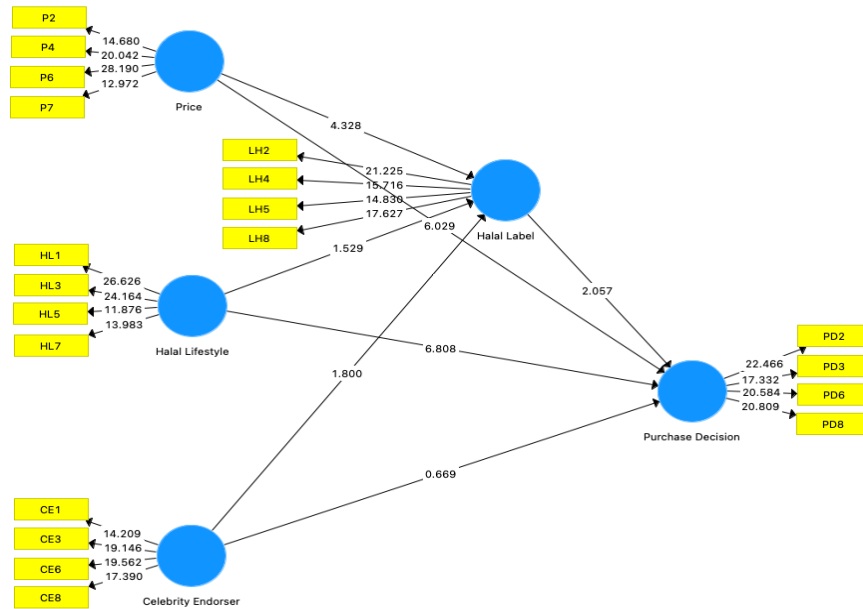 P2
14.680
P4
20.042
P6
28.190
P7
12.972
Price
4.328
LH2
21.225
LH4
15.716
LH5
14.830
LH8
17.627
Halal Label
6.029
1.529
2.057
HL1
26.626
HL3
24.164
HL5
11.876
HL7
13.983
Halal Lifestyle
6.808
1.800
PD2
22.466
PD3
17.332
PD6
20.584
PD8
20.809
Purchase Decision
0.669
CE1
14.209
CE3
19.146
CE6
19.562
CE8
17.390
Celebrity Endorser